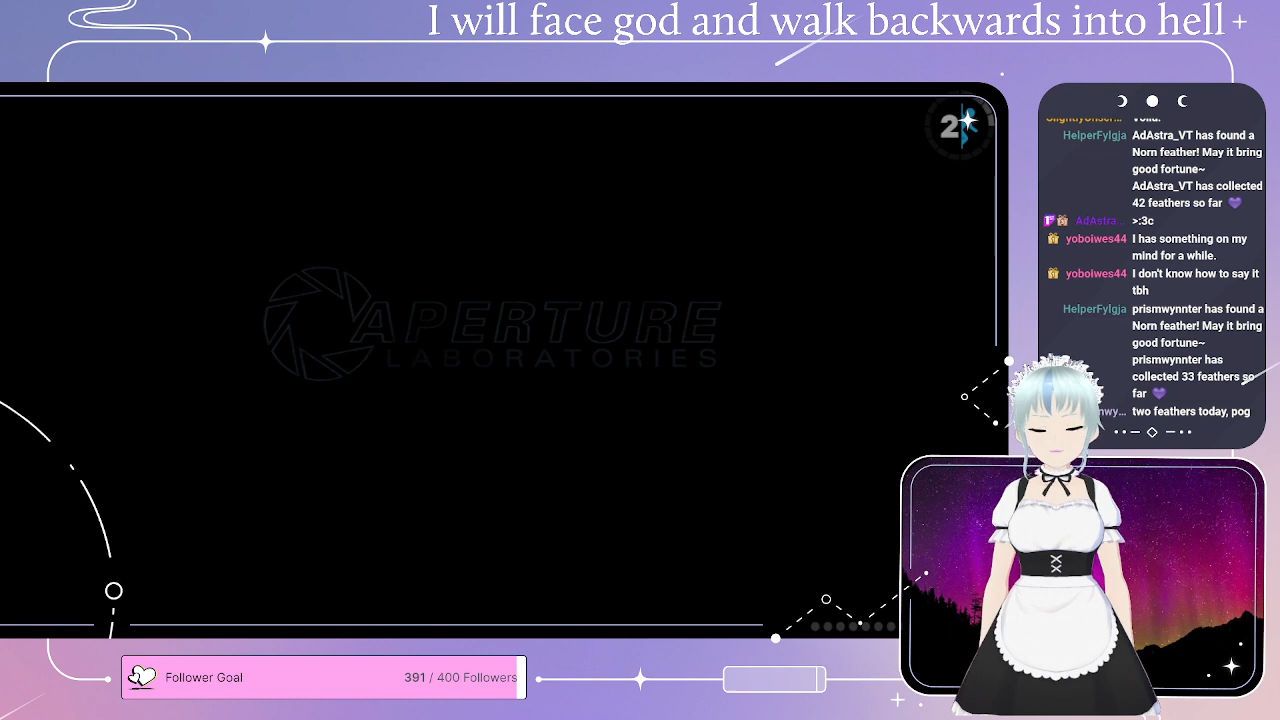 I will face god and walk backwards into hell
2
APERTURE
LABORATORIES
HelperFylgja AdAstra_VT has found a
Norn feather! May it bring
good fortune~
AdAstra_VT has collected
42 feathers so far
AdAstra... >:3c
yoboiwes44 I has something on my
mind for a while.
yoboiwes44 I don't know how to say it
tbh
HelperFylgja prismwynnter has found a
Norn feather! May it bring
good fortune~
prismwynnter has
collected 33 feathers so
far
two feathers today, pog
Follower Goal 391 / 400 Followers